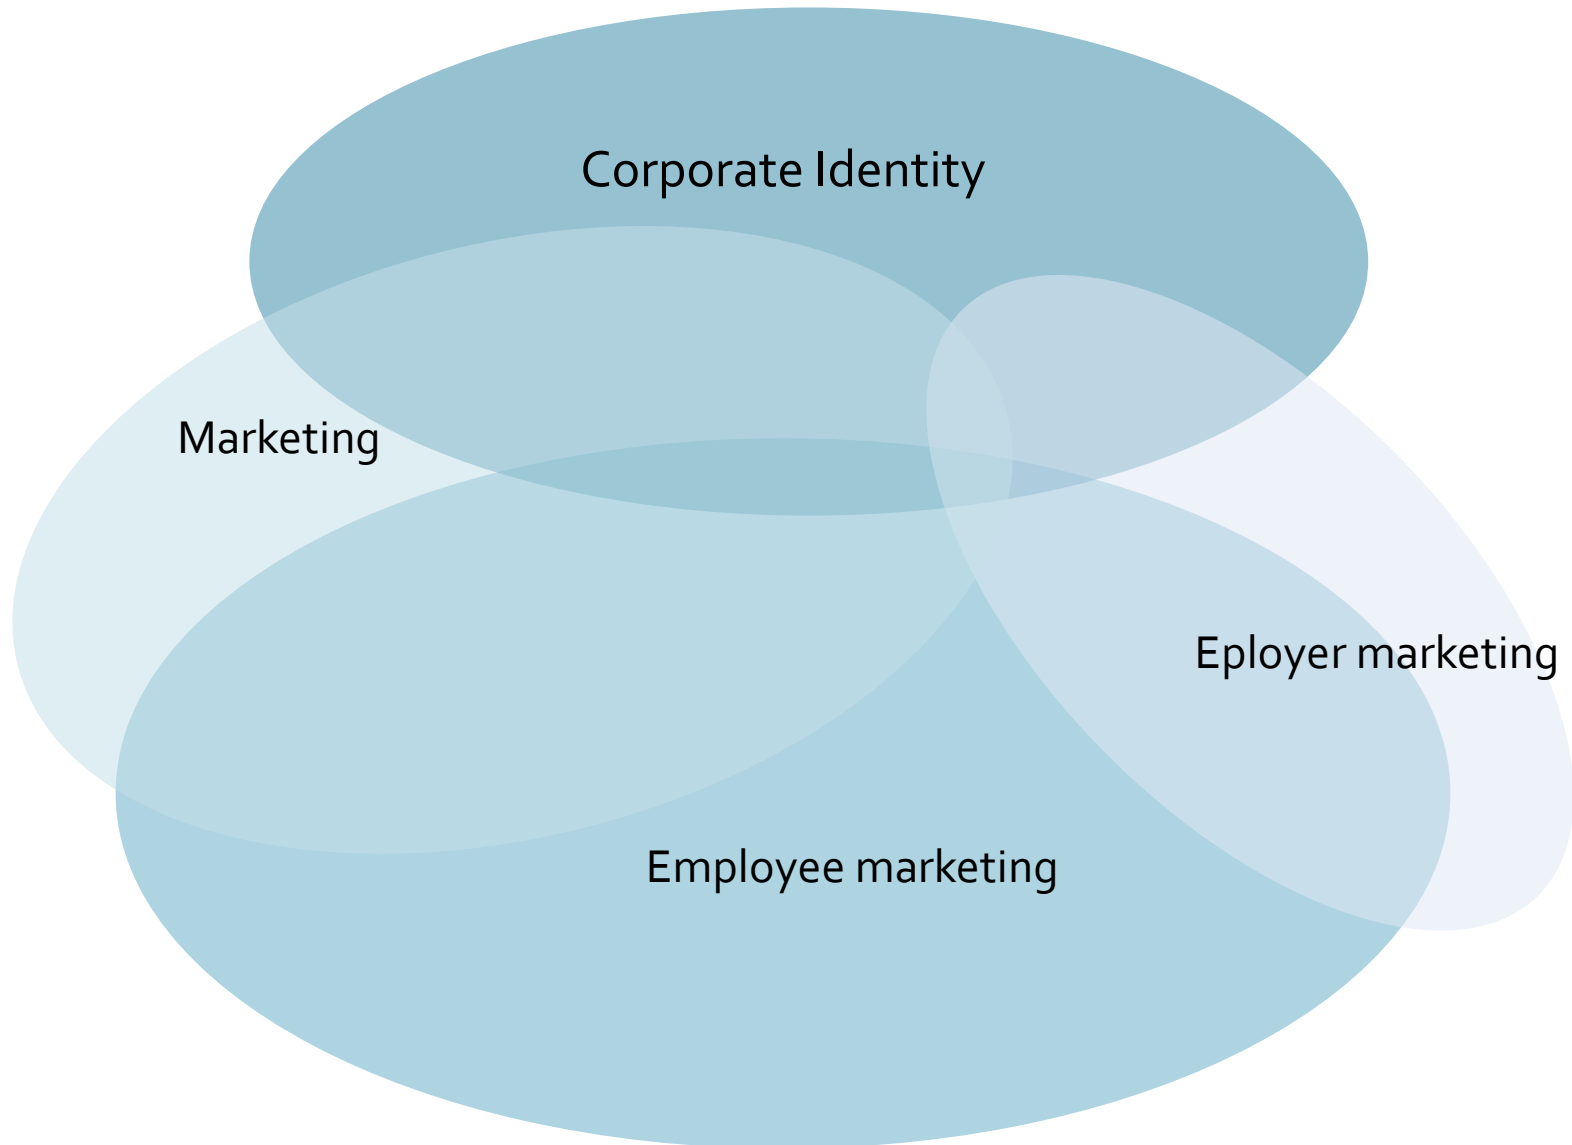 Corporate Identity
Marketing
Eployer marketing
Employee marketing